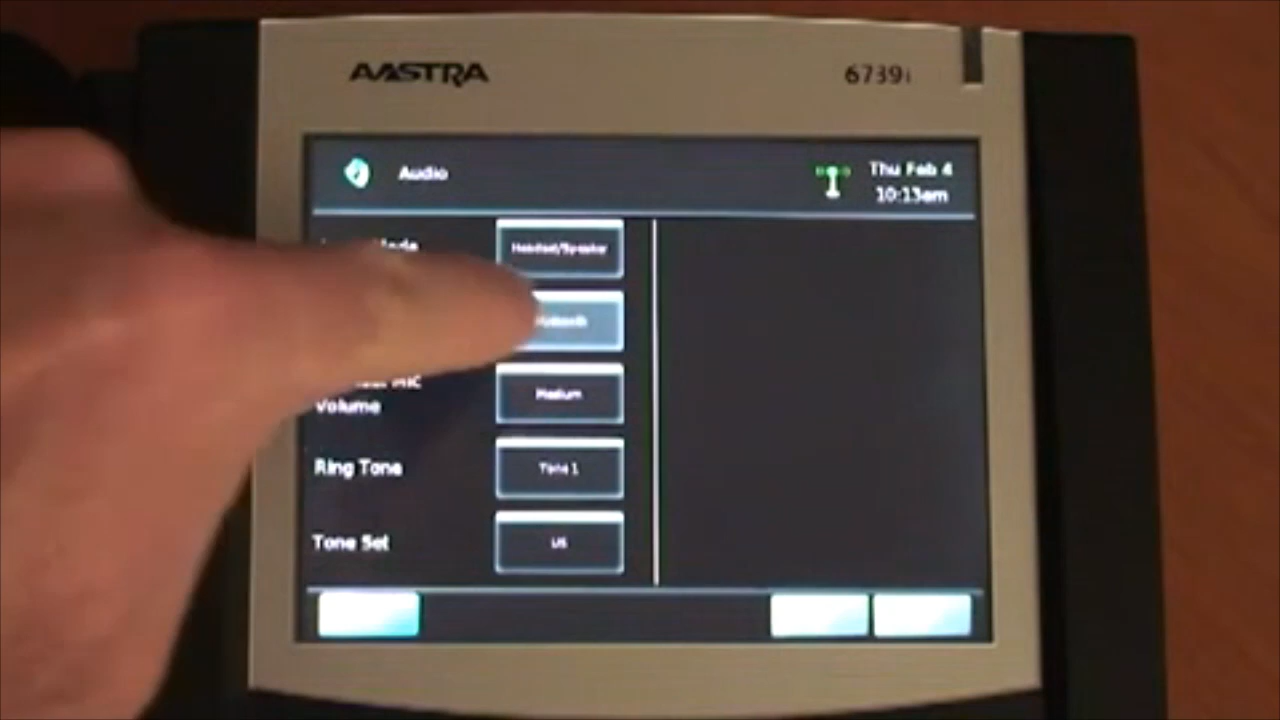 AASTRA
6739i
Audio
Thu Feb 4
10:13am
Headset/Speaker
Medium
Volume
Ring Tone
Tone 1
Tone Set
US